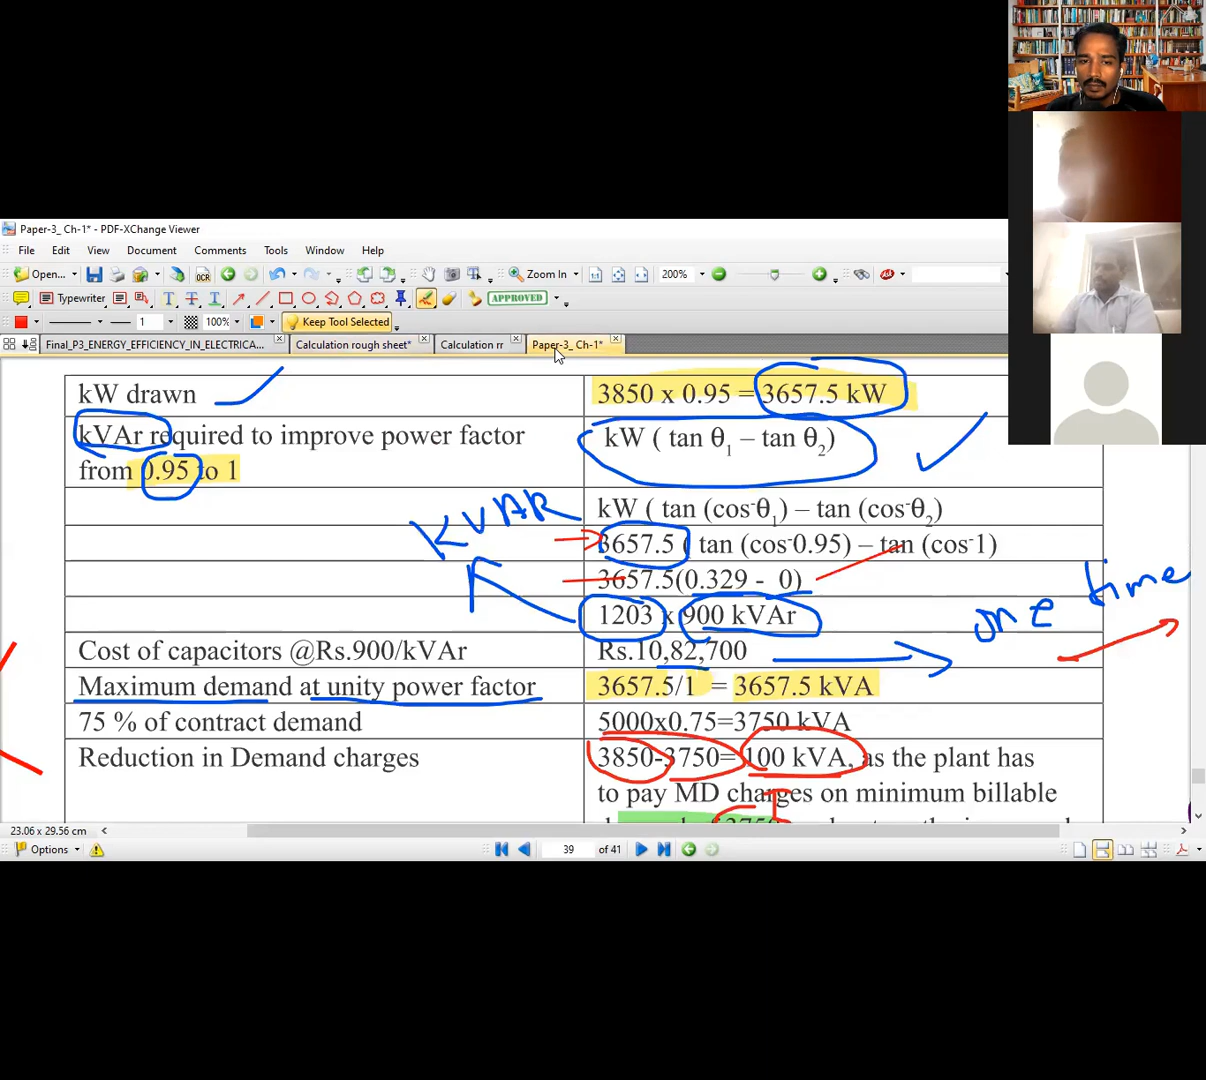 Paper-3_ Ch-1* - PDF-XChange Viewer
File Edit View Document Comments Tools Window Help
Open... OCR Zoom In 200%
Typewriter APPROVED
1 100% Keep Tool Selected
Final_P3_ENERGY_EFFICIENCY_IN_ELECTRICA... Calculation rough sheet* Calculation rr Paper-3_ Ch-1*
kW drawn 3850 x 0.95 = 3657.5 kW
kVAr required to improve power factor kW ( tan θ1 – tan θ2)
from 0.95 to 1
KVAR kW ( tan (cos-θ1) – tan (cos-θ2)
3657.5 ( tan (cos-0.95) – tan (cos-1)
3657.5(0.329 - 0)
one time
1203 x 900 kVAr
Cost of capacitors @Rs.900/kVAr Rs.10,82,700
Maximum demand at unity power factor 3657.5/1 = 3657.5 kVA
75 % of contract demand 5000x0.75=3750 kVA
Reduction in Demand charges 3850-3750= 100 kVA, as the plant has
to pay MD charges on minimum billable
23.06 x 29.56 cm
Options 39 of 41